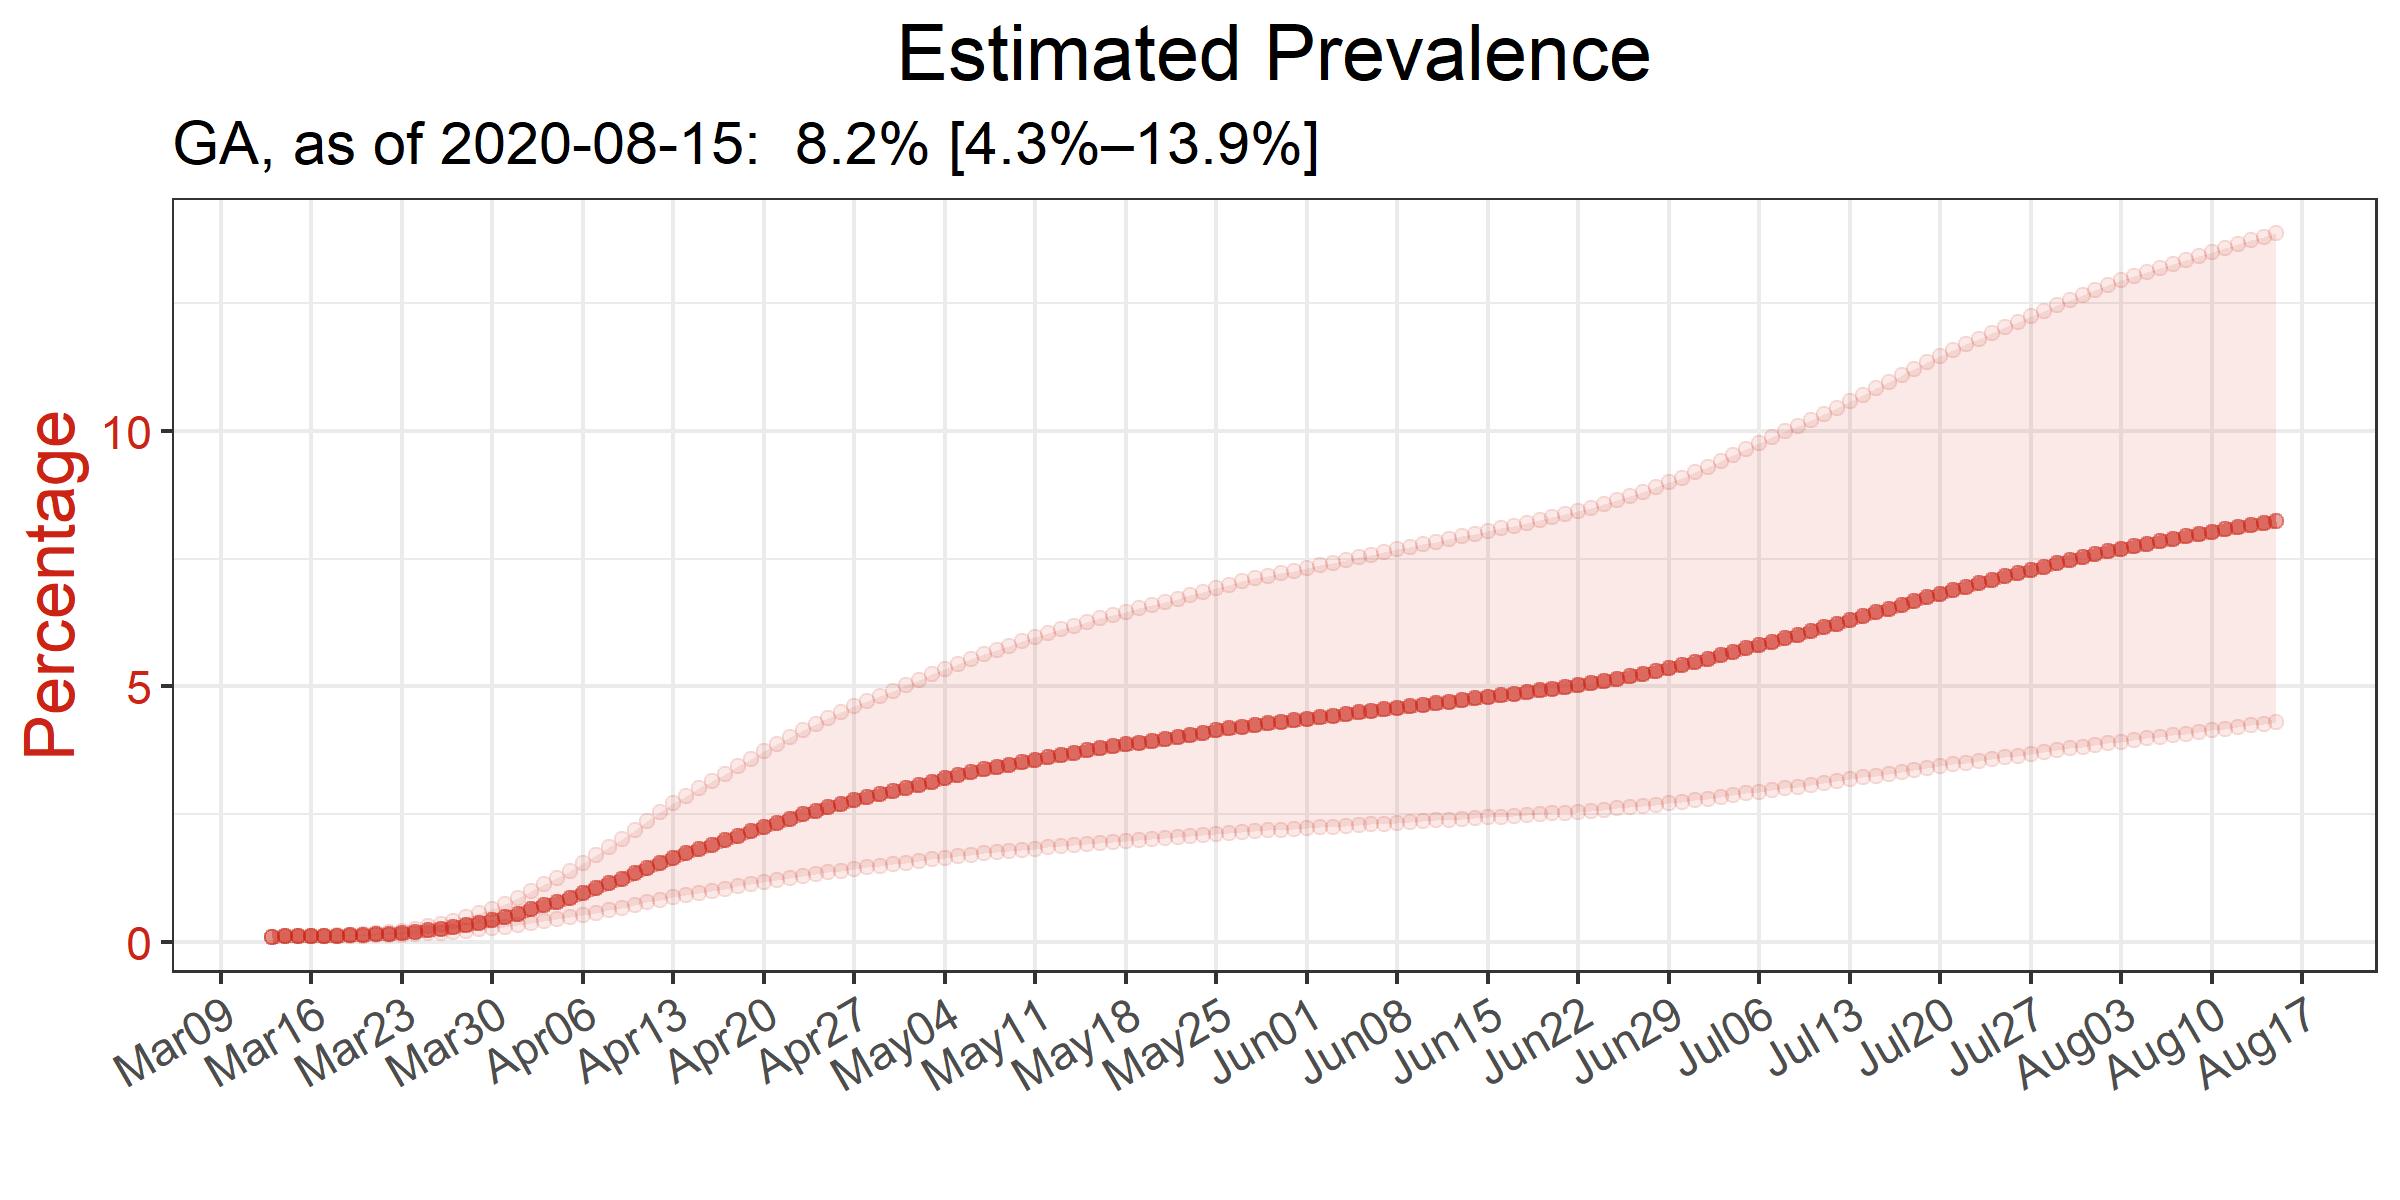 Estimated Prevalence
GA, as of 2020-08-15:  8.2% [4.3%–13.9%]
Percentage
10
5
0
Mar09
Mar16
Mar23
Mar30
Apr06
Apr13
Apr20
Apr27
May04
May11
May18
May25
Jun01
Jun08
Jun15
Jun22
Jun29
Jul06
Jul13
Jul20
Jul27
Aug03
Aug10
Aug17